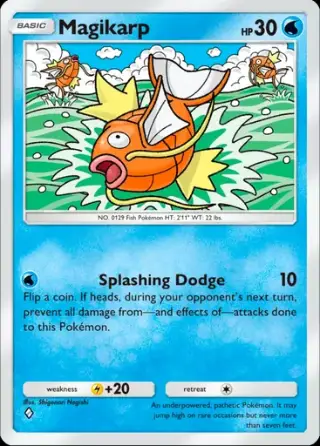 BASIC Magikarp HP 30
NO. 0129 Fish Pokémon HT: 2'11" WT: 22 lbs.
Splashing Dodge 10
Flip a coin. If heads, during your opponent's next turn,
prevent all damage from—and effects of—attacks done
to this Pokémon.
Illus. Shigenori Negishi
weakness +20 retreat
An underpowered, pathetic Pokémon. It may
jump high on rare occasions but never more
than seven feet.